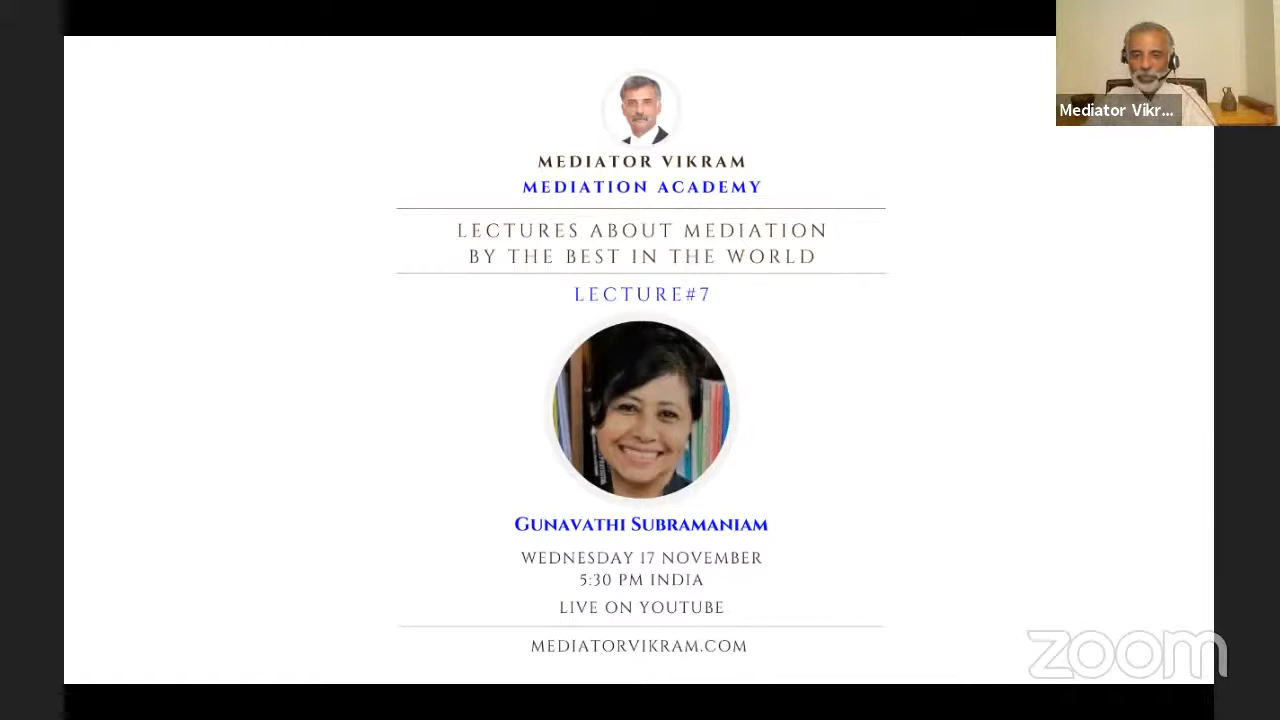 MEDIATOR VIKRAM
MEDIATION ACADEMY
LECTURES ABOUT MEDIATION
BY THE BEST IN THE WORLD
LECTURE#7
GUNAVATHI SUBRAMANIAM
WEDNESDAY 17 NOVEMBER
5:30 PM INDIA
LIVE ON YOUTUBE
MEDIATORVIKRAM.COM
Mediator Vikr...
zoom